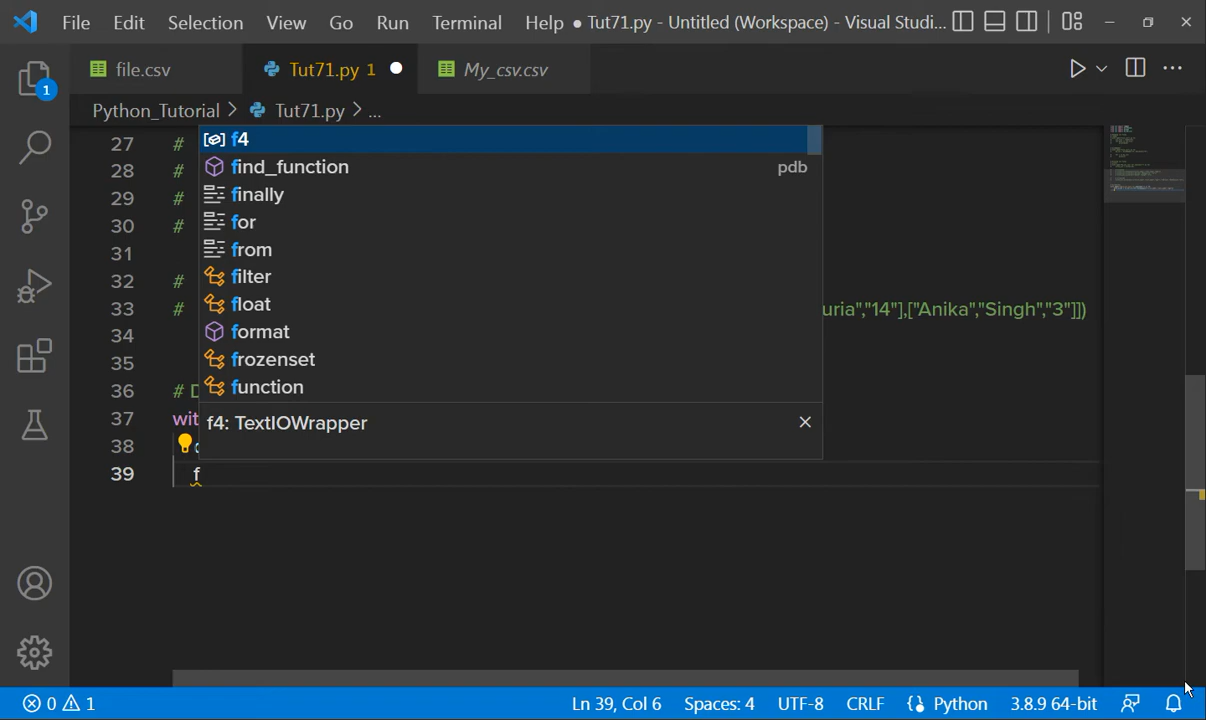 File Edit Selection View Go Run Terminal Help ● Tut71.py - Untitled (Workspace) - Visual Studi...
file.csv Tut71.py 1 My_csv.csv
1
Python_Tutorial > Tut71.py > ...
27 #
28 #
29 #
30 #
31
32 #
33 # uria","14"],["Anika","Singh","3"]])
34
35
36 # D
37 wit
38
39 f
f4
find_function pdb
finally
for
from
filter
float
format
frozenset
function
f4: TextIOWrapper
0 1 Ln 39, Col 6 Spaces: 4 UTF-8 CRLF Python 3.8.9 64-bit